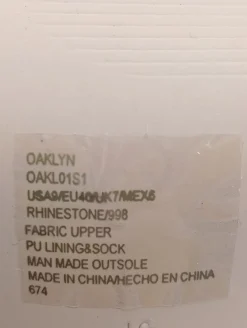 OAKLYN
OAKL01S1
USA9/EU40/UK7/MEX6
RHINESTONE/998
FABRIC UPPER
PU LINING&SOCK
MAN MADE OUTSOLE
MADE IN CHINA/HECHO EN CHINA
674